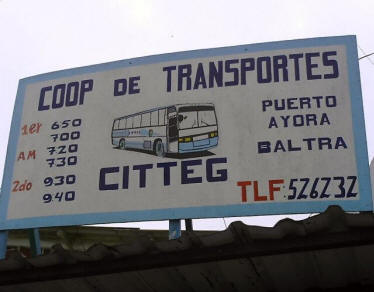 COOP DE TRANSPORTES
1er 650
700
AM 720
730
2do 930
940
PUERTO
AYORA
BALTRA
CITTEG
TLF: 526232